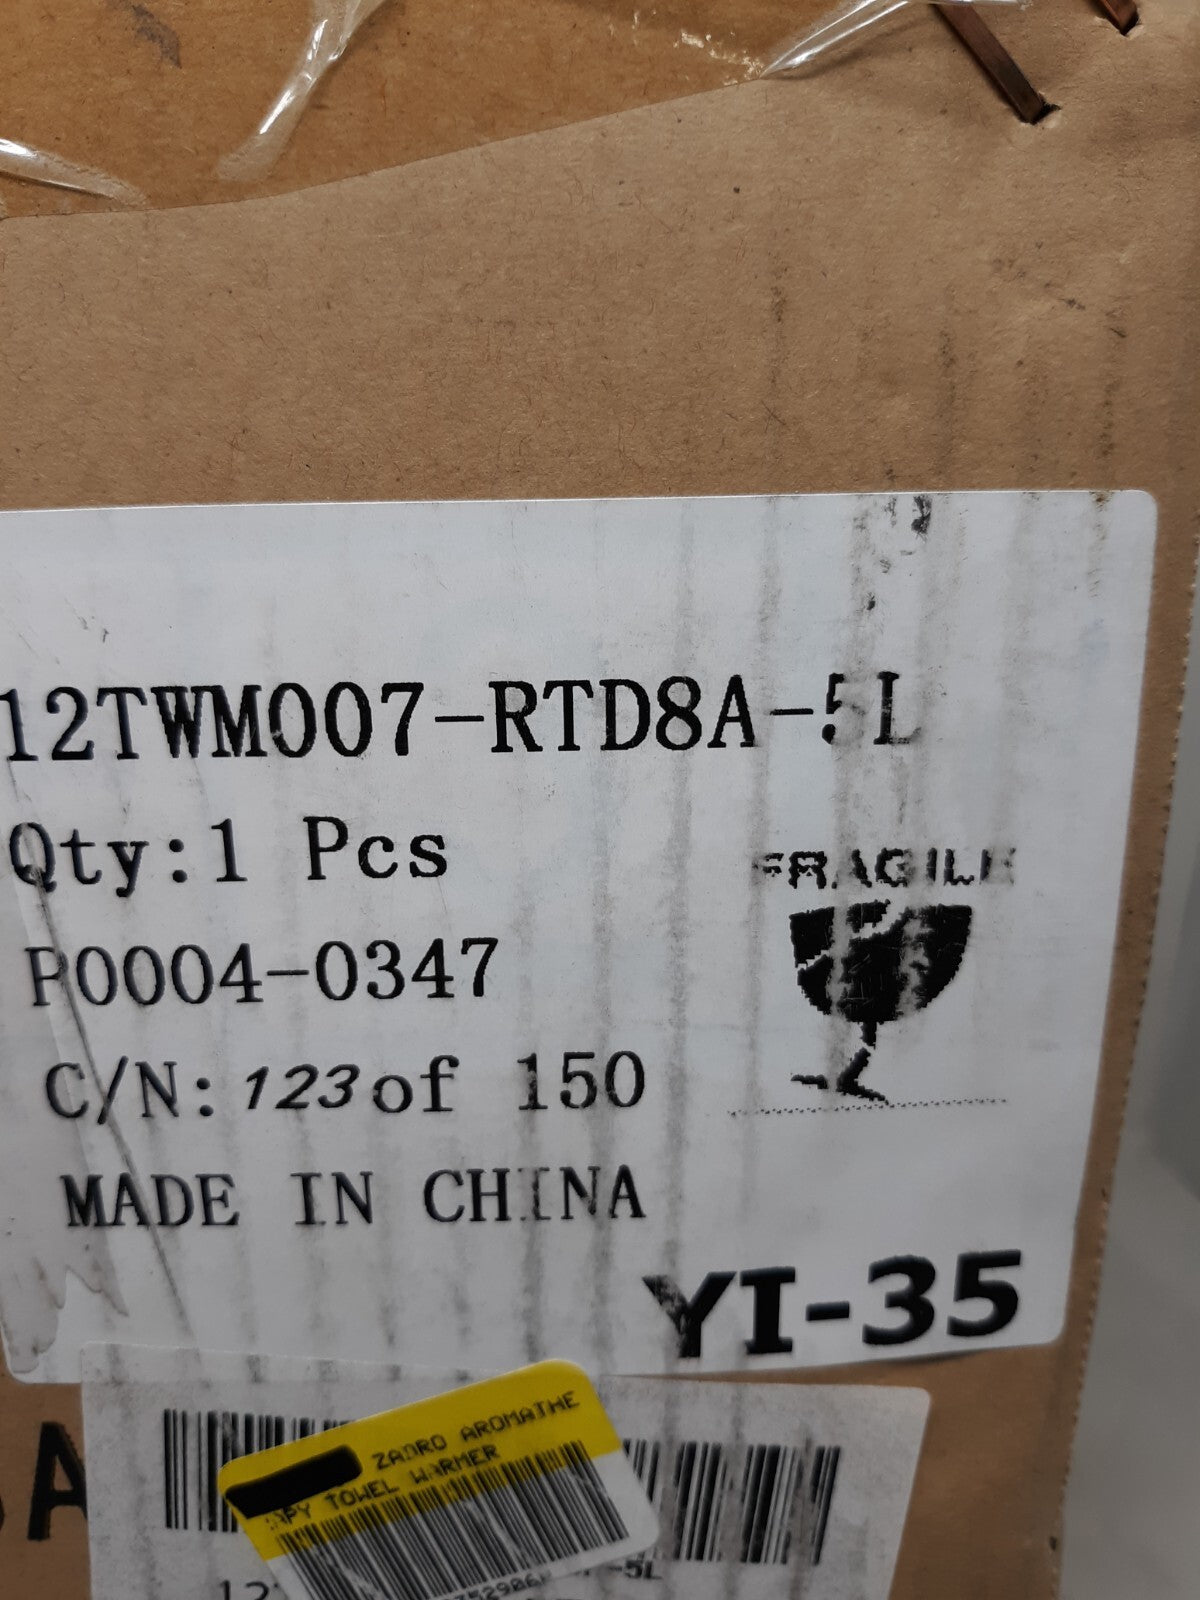 12TWM007-RTD8A-5L
Qty:1 Pcs
FRAGILE
P0004-0347
C/N: 123 of 150
MADE IN CHINA
YI-35
ZADRO AROMATHE
APY TOWEL WARMER
-5L